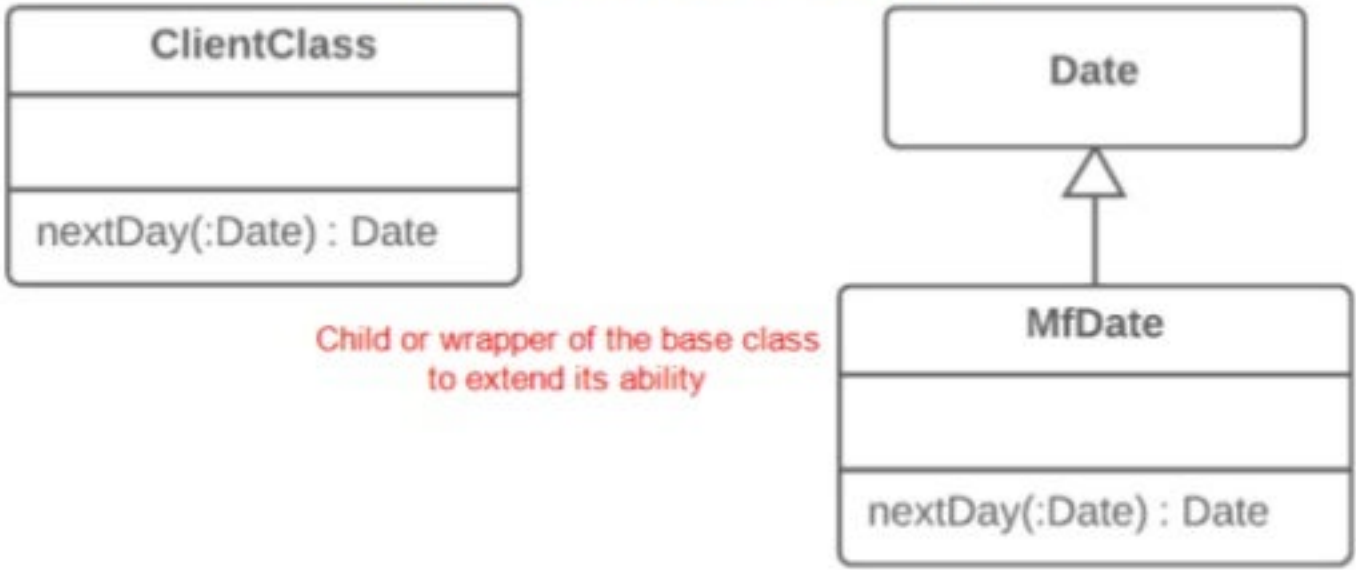 ClientClass
Date
nextDay(:Date) : Date
Child or wrapper of the base class
to extend its ability
MfDate
nextDay(:Date) : Date